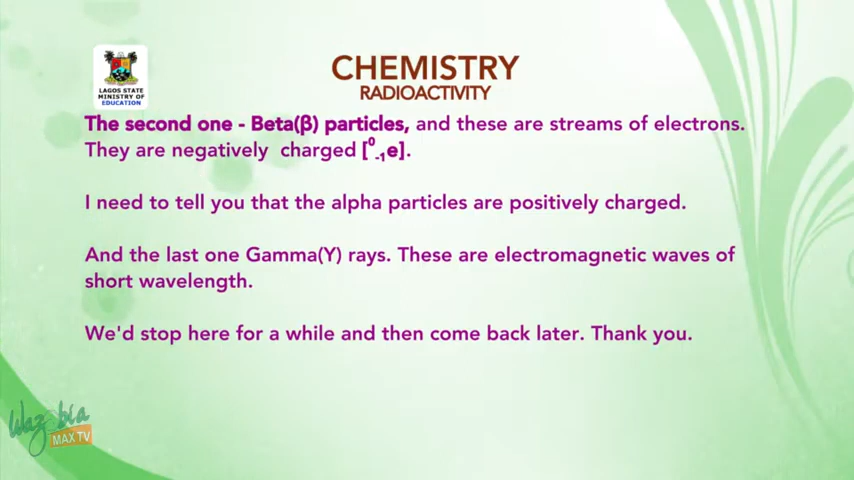 CHEMISTRY
RADIOACTIVITY
LAGOS STATE
MINISTRY OF
EDUCATION
The second one - Beta(β) particles, and these are streams of electrons.
They are negatively charged [⁰₋₁e].
I need to tell you that the alpha particles are positively charged.
And the last one Gamma(Y) rays. These are electromagnetic waves of
short wavelength.
We'd stop here for a while and then come back later. Thank you.
Wazobia
MAX TV